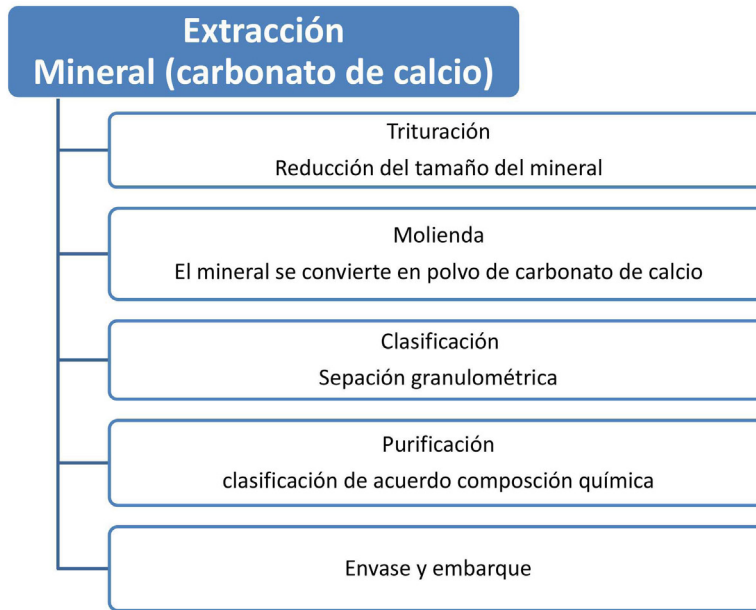 Extracción
Mineral (carbonato de calcio)
Trituración
Reducción del tamaño del mineral
Molienda
El mineral se convierte en polvo de carbonato de calcio
Clasificación
Sepación granulométrica
Purificación
clasificación de acuerdo composción química
Envase y embarque